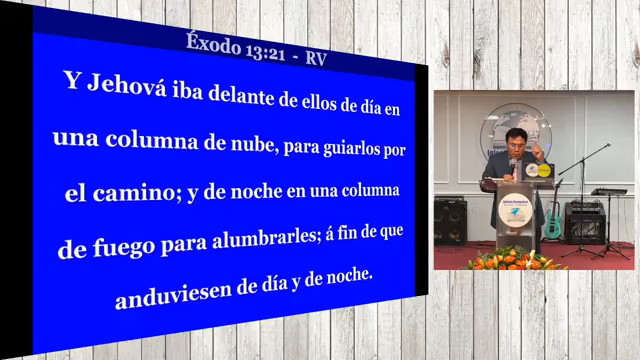 Éxodo 13:21 - RV
Y Jehová iba delante de ellos de día en
una columna de nube, para guiarlos por
el camino; y de noche en una columna
de fuego para alumbrarles; á fin de que
anduviesen de día y de noche.